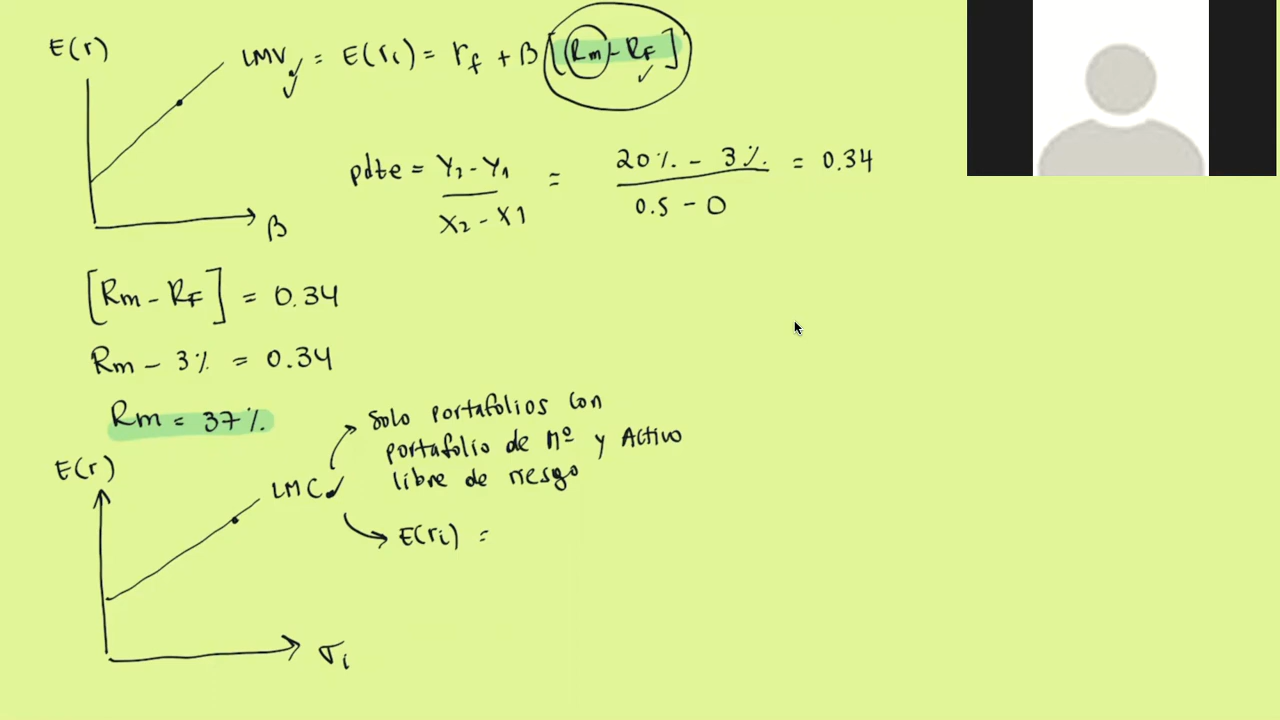 E(r)
LMV = E(ri) = rf + β [Rm - RF]
β
pdte = Y2 - Y1 / X2 - X1 = 20% - 3% / 0.5 - 0 = 0.34
[Rm - RF] = 0.34
Rm - 3% = 0.34
Rm = 37%
Solo portafolios con
portafolio de mº y Activo
libre de riesgo
E(r)
LMC
E(ri) =
σi